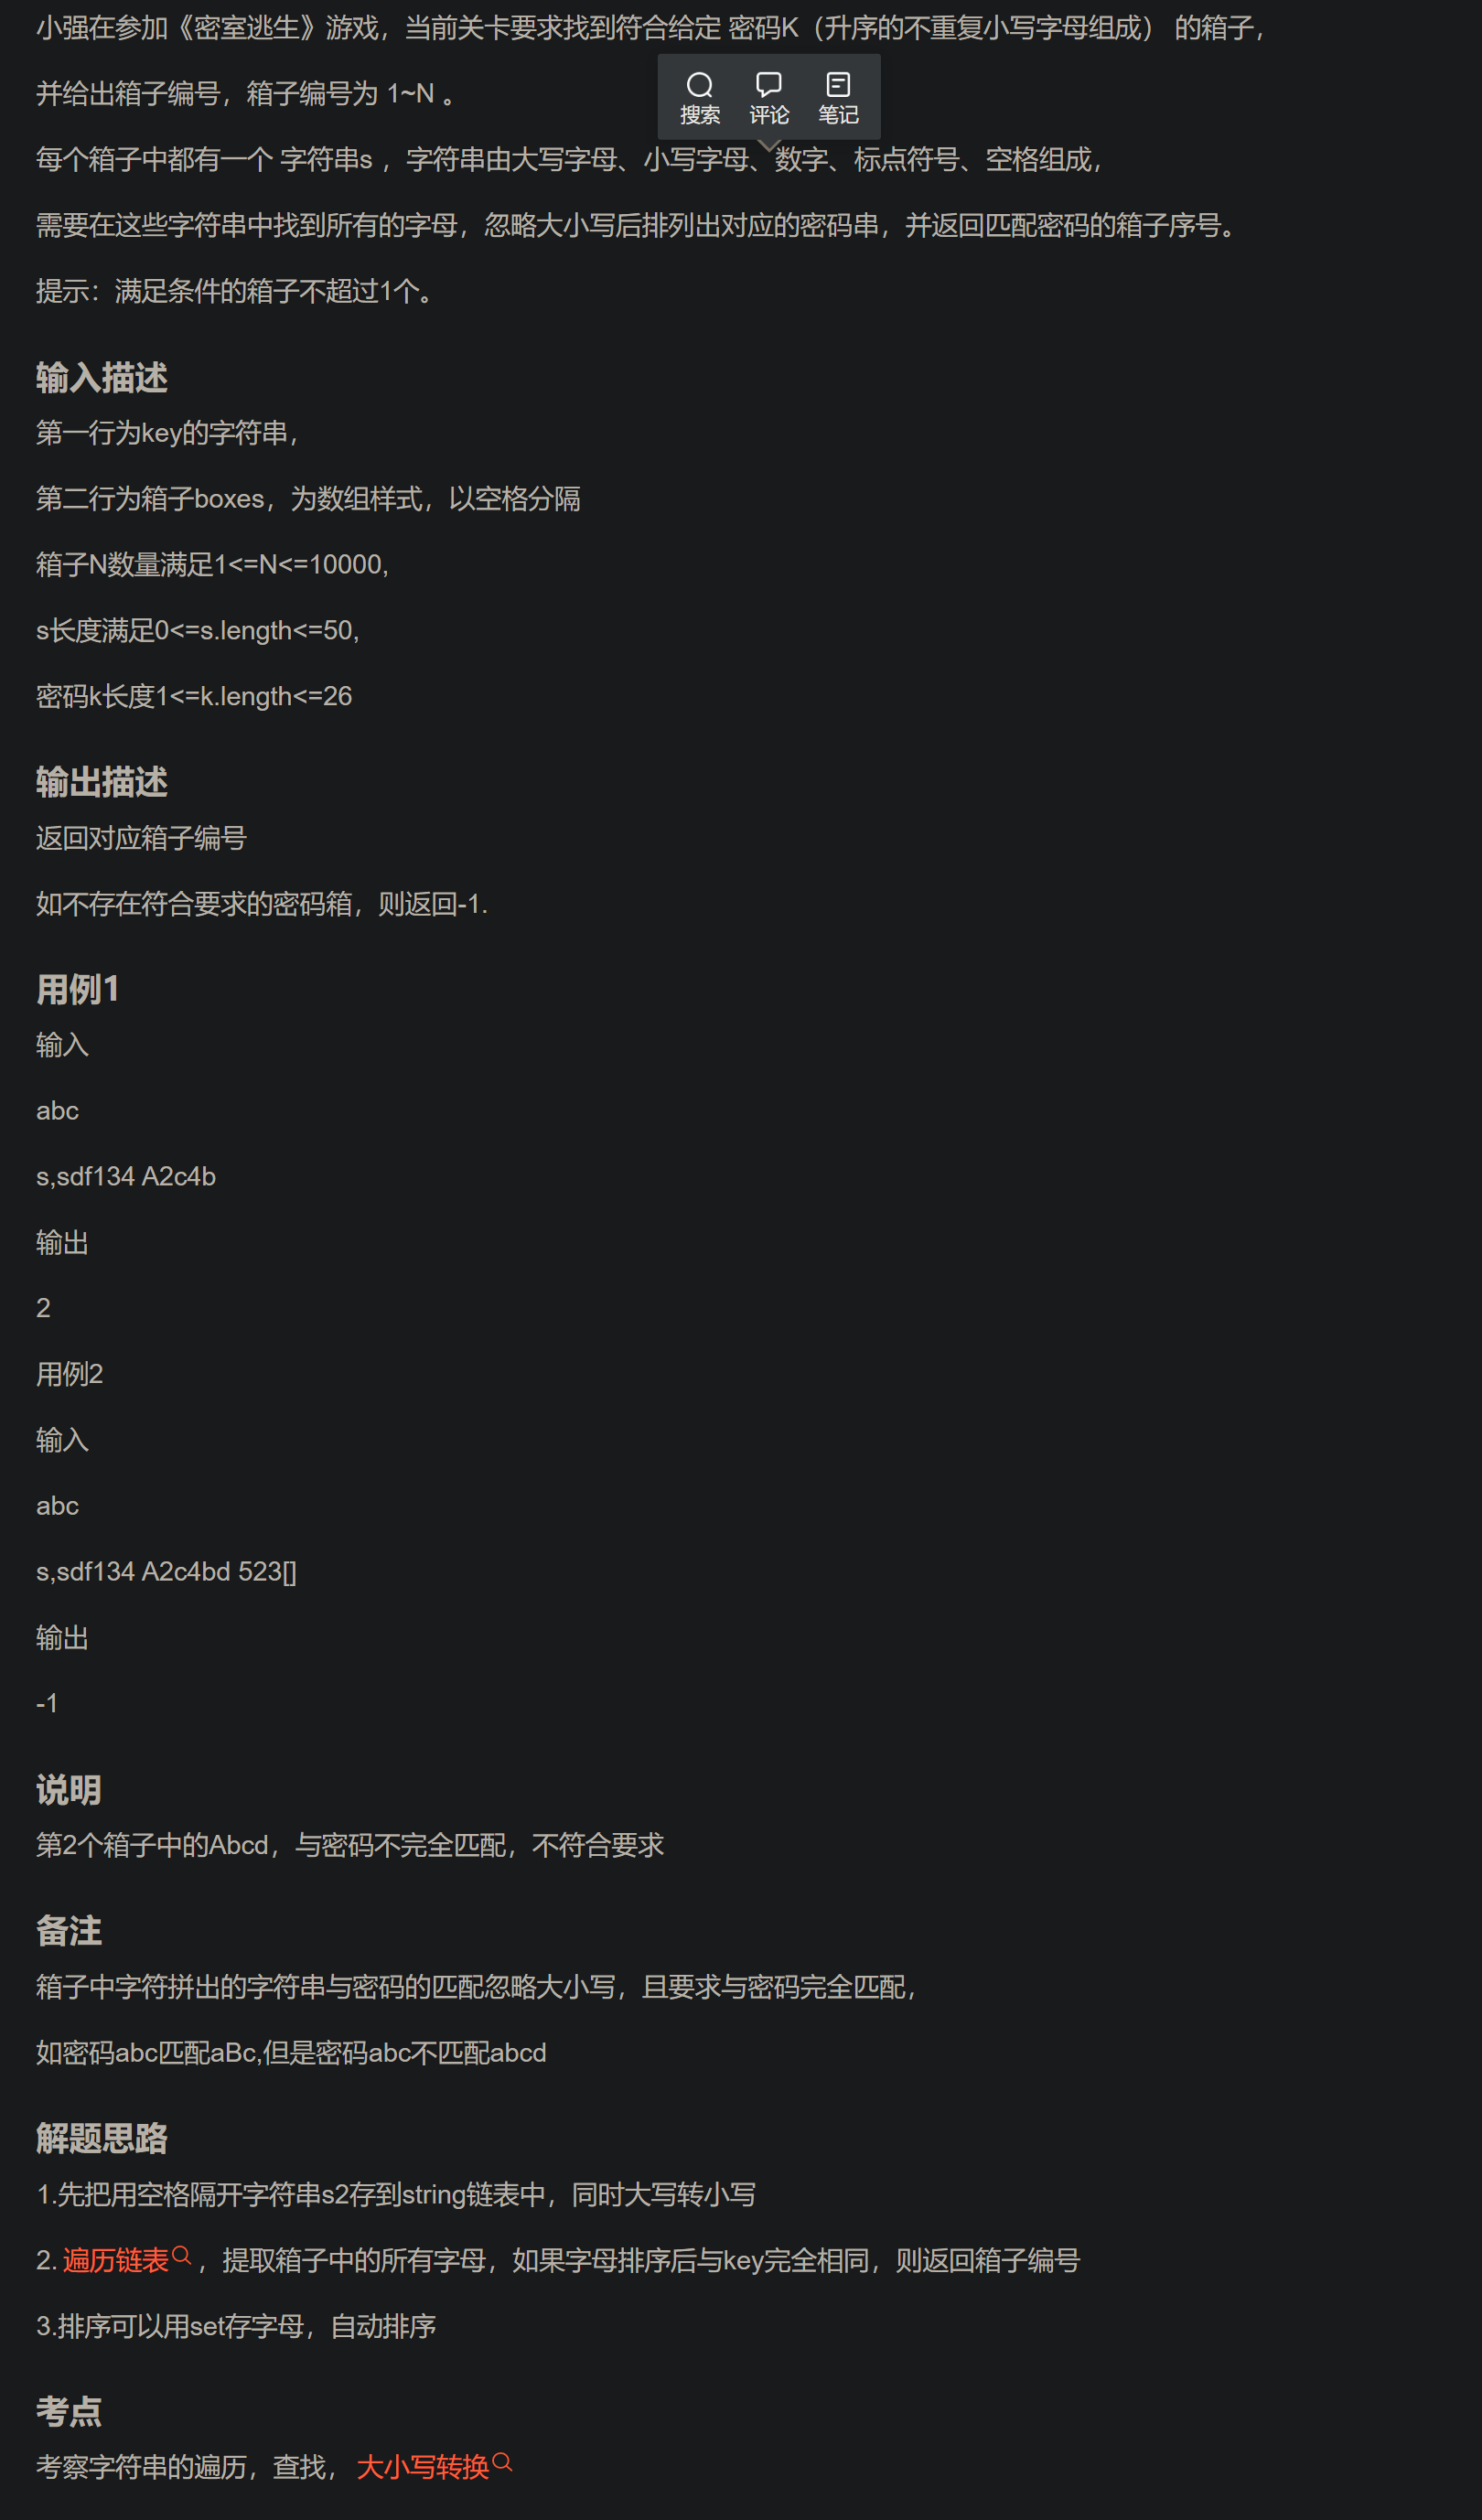 小强在参加《密室逃生》游戏，当前关卡要求找到符合给定 密码K（升序的不重复小写字母组成） 的箱子，
并给出箱子编号，箱子编号为 1~N 。
搜索 评论 笔记
每个箱子中都有一个 字符串s ，字符串由大写字母、小写字母、数字、标点符号、空格组成，
需要在这些字符串中找到所有的字母，忽略大小写后排列出对应的密码串，并返回匹配密码的箱子序号。
提示：满足条件的箱子不超过1个。
输入描述
第一行为key的字符串，
第二行为箱子boxes，为数组样式，以空格分隔
箱子N数量满足1<=N<=10000,
s长度满足0<=s.length<=50,
密码k长度1<=k.length<=26
输出描述
返回对应箱子编号
如不存在符合要求的密码箱，则返回-1.
用例1
输入
abc
s,sdf134 A2c4b
输出
2
用例2
输入
abc
s,sdf134 A2c4bd 523[]
输出
-1
说明
第2个箱子中的Abcd，与密码不完全匹配，不符合要求
备注
箱子中字符拼出的字符串与密码的匹配忽略大小写，且要求与密码完全匹配，
如密码abc匹配aBc,但是密码abc不匹配abcd
解题思路
1.先把用空格隔开字符串s2存到string链表中，同时大写转小写
2. 遍历链表 ，提取箱子中的所有字母，如果字母排序后与key完全相同，则返回箱子编号
3.排序可以用set存字母，自动排序
考点
考察字符串的遍历，查找， 大小写转换